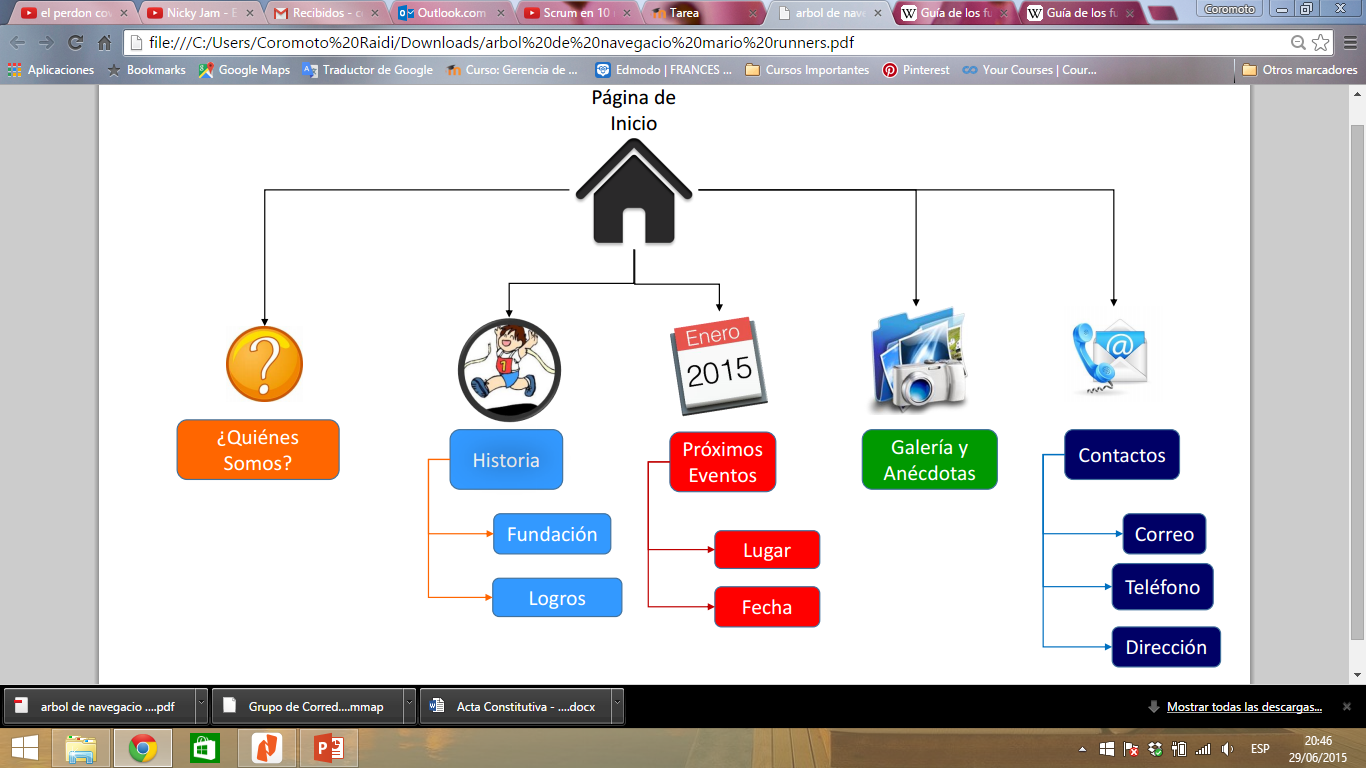 el perdon cov
Nicky Jam - E
Recibidos - c
Outlook.com
Scrum en 10
Tarea
arbol de nave
Guía de los fu
Guía de los fu
Coromoto
file:///C:/Users/Coromoto%20Raidi/Downloads/arbol%20de%20navegacio%20mario%20runners.pdf
Aplicaciones
Bookmarks
Google Maps
Traductor de Google
Curso: Gerencia de ...
Edmodo | FRANCES ...
Cursos Importantes
Pinterest
Your Courses | Cour...
Otros marcadores
Página de
Inicio
Enero
2015
¿Quiénes
Somos?
Historia
Fundación
Logros
Próximos
Eventos
Lugar
Fecha
Galería y
Anécdotas
Contactos
Correo
Teléfono
Dirección
arbol de navegacio ....pdf
Grupo de Corred....mmap
Acta Constitutiva - ....docx
Mostrar todas las descargas...
ESP
20:46
29/06/2015